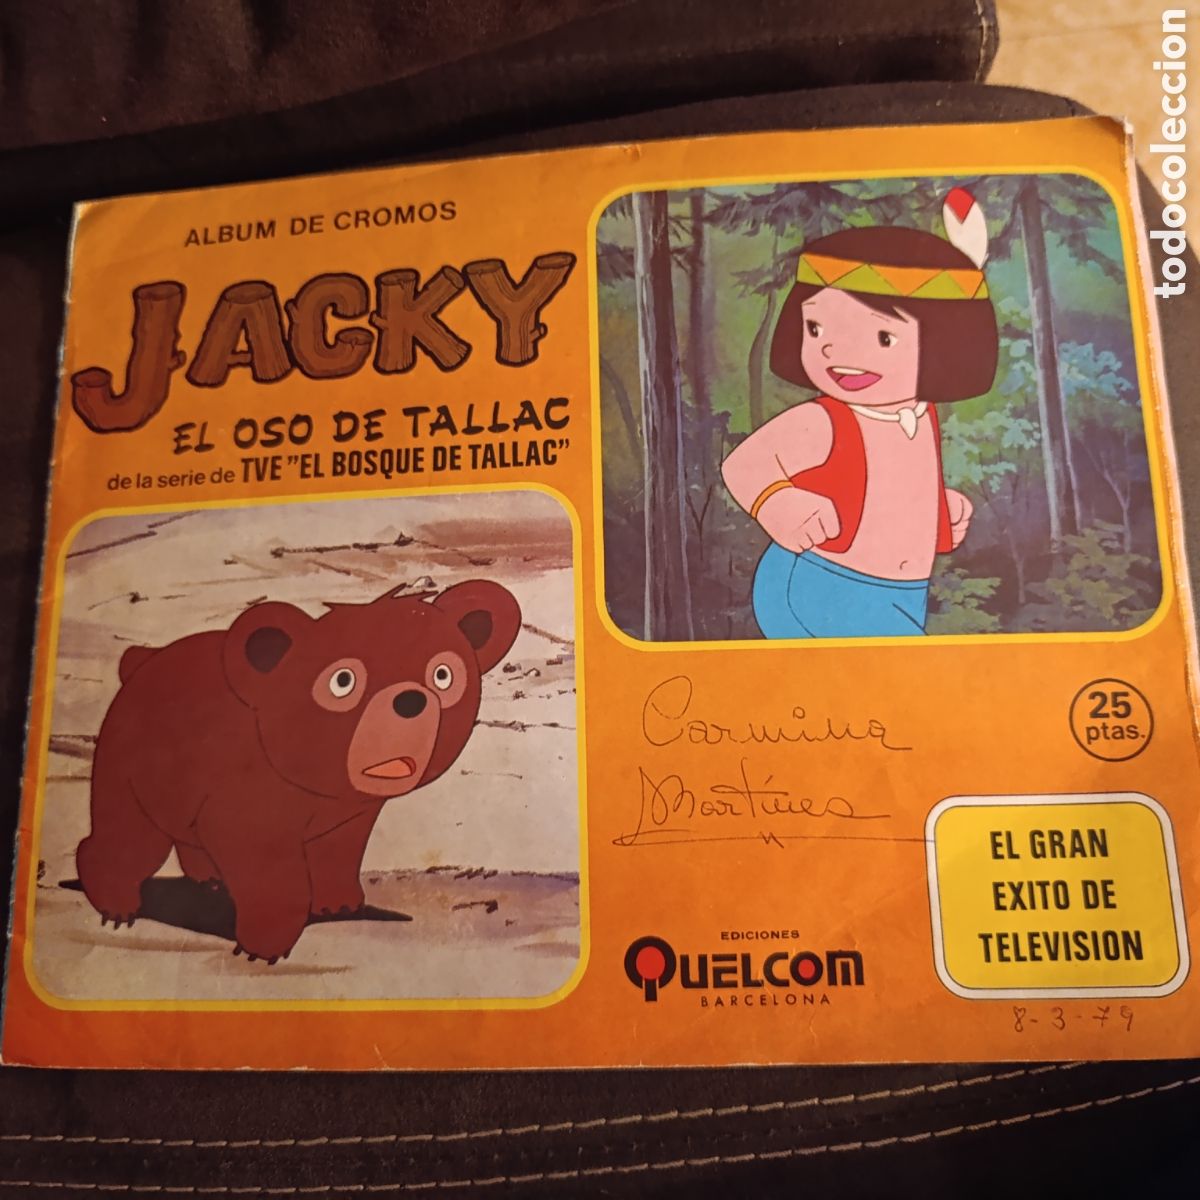 ALBUM DE CROMOS
JACKY
EL OSO DE TALLAC
de la serie de TVE "EL BOSQUE DE TALLAC"
Carmina
Martínes
25
ptas.
EL GRAN
EXITO DE
TELEVISION
EDICIONES
QUELCOM
BARCELONA
8-3-79
todocoleccion